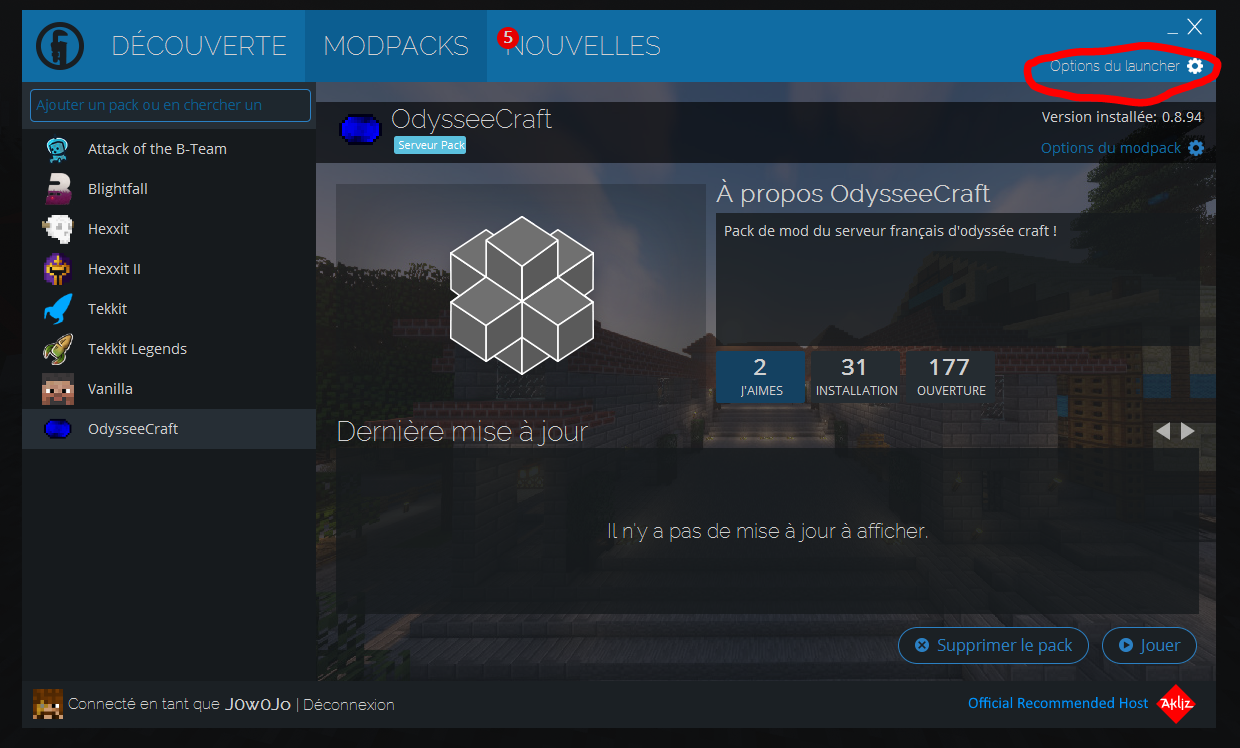 DÉCOUVERTE
MODPACKS
5
NOUVELLES
Options du launcher
Ajouter un pack ou en chercher un
Attack of the B-Team
Blightfall
Hexxit
Hexxit II
Tekkit
Tekkit Legends
Vanilla
OdysseeCraft
OdysseeCraft
Serveur Pack
Version installée: 0.8.94
Options du modpack
À propos OdysseeCraft
Pack de mod du serveur français d'odyssée craft !
2
J'AIMES
31
INSTALLATION
177
OUVERTURE
Dernière mise à jour
Il n'y a pas de mise à jour à afficher.
Supprimer le pack
Jouer
Connecté en tant que J0w0Jo | Déconnexion
Official Recommended Host
Akliz